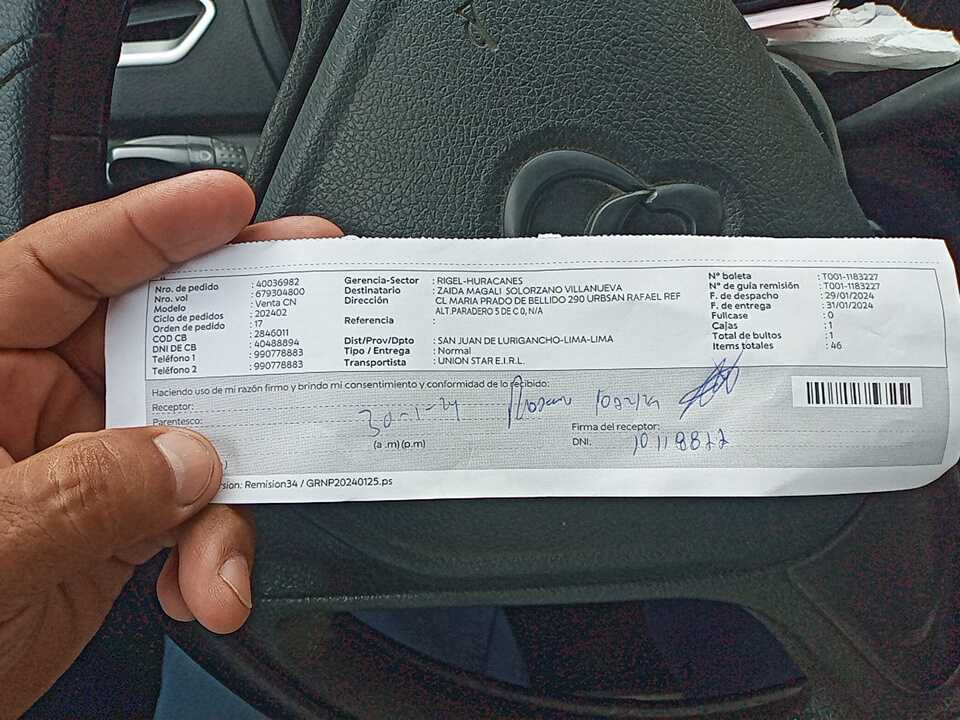 Nro. de pedido : 40036982
Nro. vol : 679304800
Modelo : Venta CN
Ciclo de pedidos : 202402
Orden de pedido : 17
COD CB : 2846011
DNI DE CB : 40488894
Teléfono 1 : 990778883
Teléfono 2 : 990778883
Gerencia-Sector : RIGEL-HURACANES
Destinatario : ZAIDA MAGALI SOLORZANO VILLANUEVA
Dirección : CL MARIA PRADO DE BELLIDO 290 URBSAN RAFAEL REF
ALT.PARADERO 5 DE C 0, N/A
Referencia :
Dist/Prov/Dpto : SAN JUAN DE LURIGANCHO-LIMA-LIMA
Tipo / Entrega : Normal
Transportista : UNION STAR E.I.R.L.
N° boleta : T001-1183227
N° de guía remisión : T001-1183227
F. de despacho : 29/01/2024
F. de entrega : 31/01/2024
Fullcase : 0
Cajas : 1
Total de bultos : 1
Items totales : 46
Haciendo uso de mi razón firmo y brindo mi consentimiento y conformidad de lo recibido:
Receptor:
Parentesco:
30-1-24
(a .m) (p.m)
Firma del receptor:
DNI. 10118877
rsion: Remision34 / GRNP20240125.ps